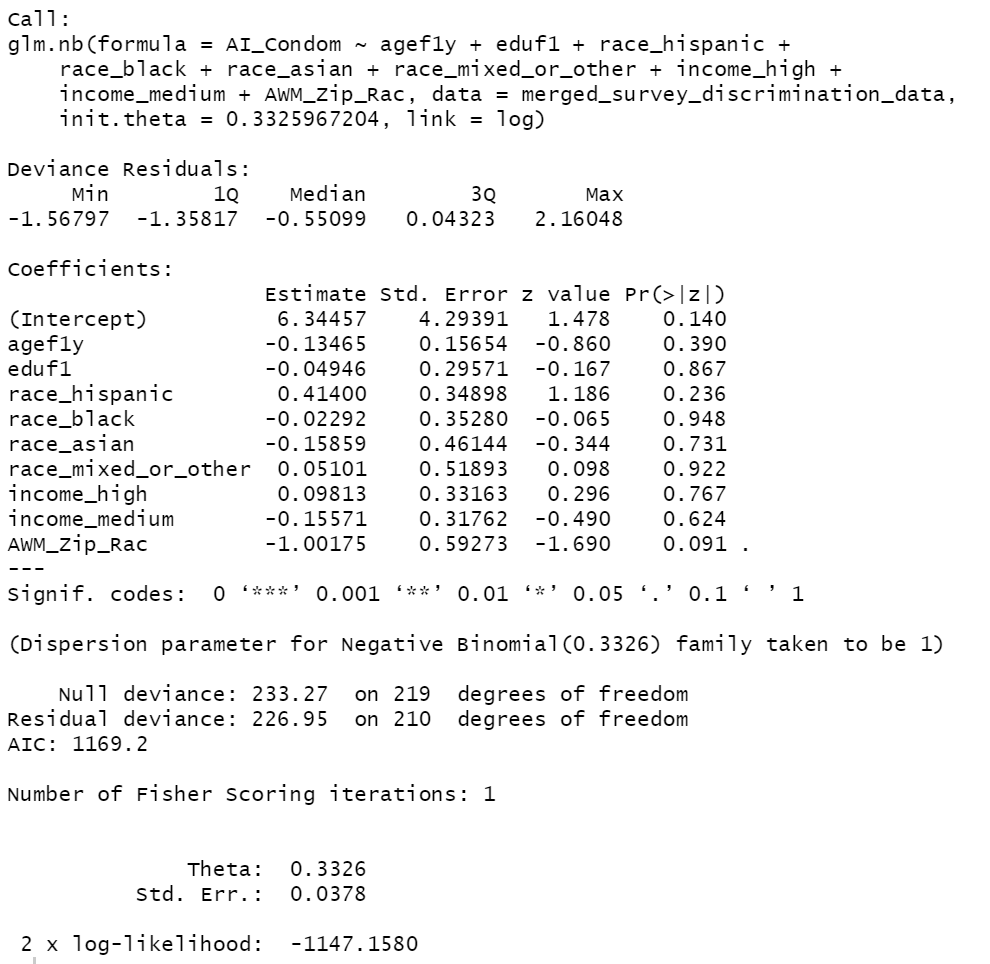 Call:
glm.nb(formula = AI_Condom ~ agef1y + eduf1 + race_hispanic +
    race_black + race_asian + race_mixed_or_other + income_high +
    income_medium + AWM_Zip_Rac, data = merged_survey_discrimination_data,
    init.theta = 0.3325967204, link = log)

Deviance Residuals:
     Min       1Q   Median       3Q      Max
-1.56797 -1.35817 -0.55099  0.04323  2.16048

Coefficients:
                    Estimate Std. Error z value Pr(>|z|)
(Intercept)          6.34457    4.29391   1.478    0.140
agef1y              -0.13465    0.15654  -0.860    0.390
eduf1               -0.04946    0.29571  -0.167    0.867
race_hispanic        0.41400    0.34898   1.186    0.236
race_black          -0.02292    0.35280  -0.065    0.948
race_asian          -0.15859    0.46144  -0.344    0.731
race_mixed_or_other  0.05101    0.51893   0.098    0.922
income_high          0.09813    0.33163   0.296    0.767
income_medium       -0.15571    0.31762  -0.490    0.624
AWM_Zip_Rac         -1.00175    0.59273  -1.690    0.091 .
---
Signif. codes:  0 ‘***’ 0.001 ‘**’ 0.01 ‘*’ 0.05 ‘.’ 0.1 ‘ ’ 1

(Dispersion parameter for Negative Binomial(0.3326) family taken to be 1)

    Null deviance: 233.27  on 219  degrees of freedom
Residual deviance: 226.95  on 210  degrees of freedom
AIC: 1169.2

Number of Fisher Scoring iterations: 1


              Theta:  0.3326
          Std. Err.:  0.0378

 2 x log-likelihood:  -1147.1580